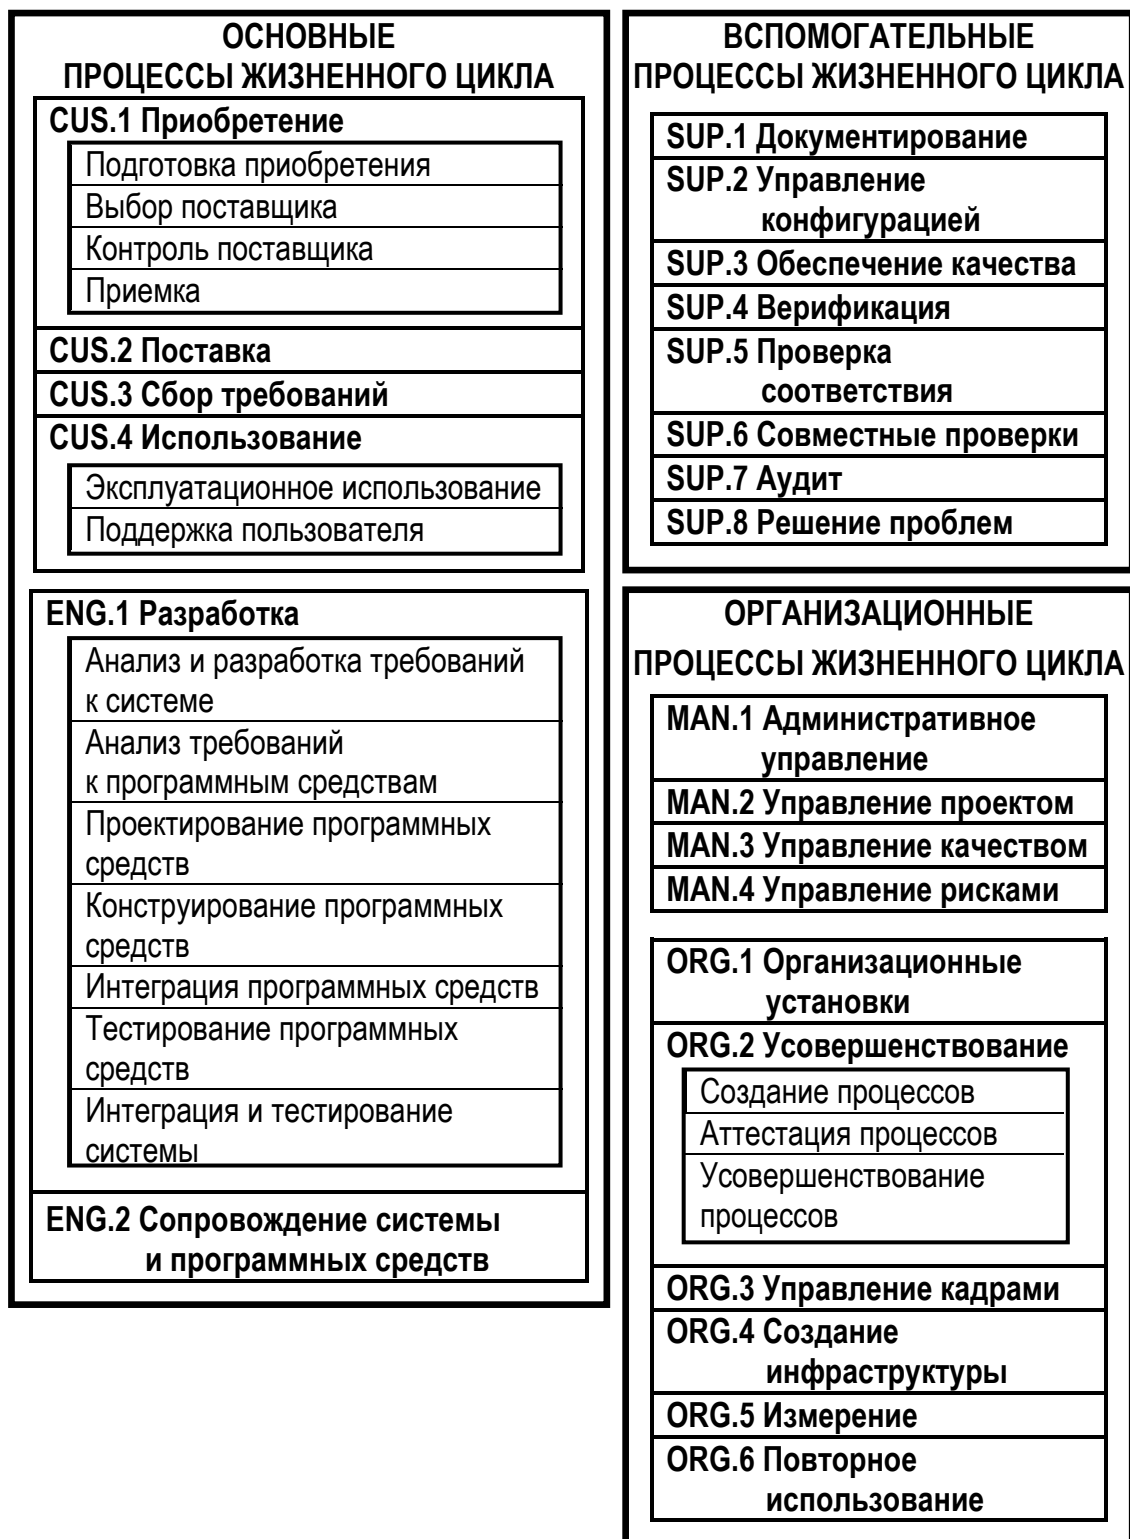 ОСНОВНЫЕ
ПРОЦЕССЫ ЖИЗНЕННОГО ЦИКЛА
CUS.1 Приобретение
Подготовка приобретения
Выбор поставщика
Контроль поставщика
Приемка
CUS.2 Поставка
CUS.3 Сбор требований
CUS.4 Использование
Эксплуатационное использование
Поддержка пользователя
ENG.1 Разработка
Анализ и разработка требований
к системе
Анализ требований
к программным средствам
Проектирование программных
средств
Конструирование программных
средств
Интеграция программных средств
Тестирование программных
средств
Интеграция и тестирование
системы
ENG.2 Сопровождение системы
и программных средств
ВСПОМОГАТЕЛЬНЫЕ
ПРОЦЕССЫ ЖИЗНЕННОГО ЦИКЛА
SUP.1 Документирование
SUP.2 Управление
конфигурацией
SUP.3 Обеспечение качества
SUP.4 Верификация
SUP.5 Проверка
соответствия
SUP.6 Совместные проверки
SUP.7 Аудит
SUP.8 Решение проблем
ОРГАНИЗАЦИОННЫЕ
ПРОЦЕССЫ ЖИЗНЕННОГО ЦИКЛА
MAN.1 Административное
управление
MAN.2 Управление проектом
MAN.3 Управление качеством
MAN.4 Управление рисками
ORG.1 Организационные
установки
ORG.2 Усовершенствование
Создание процессов
Аттестация процессов
Усовершенствование
процессов
ORG.3 Управление кадрами
ORG.4 Создание
инфраструктуры
ORG.5 Измерение
ORG.6 Повторное
использование